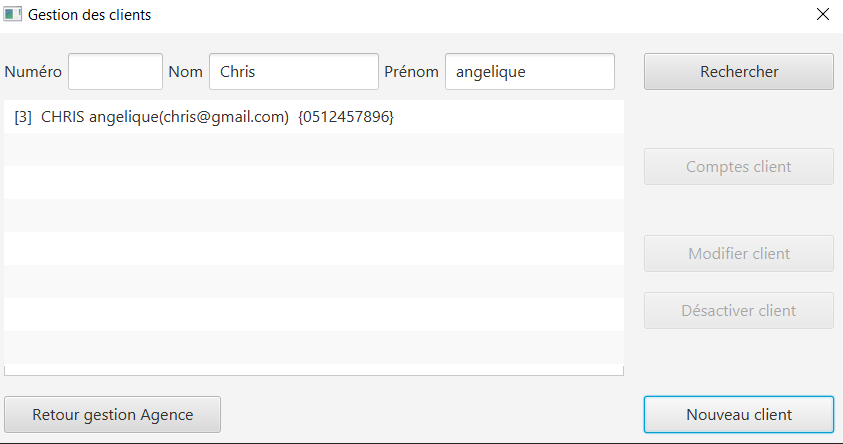 Gestion des clients
Numéro Nom Chris Prénom angelique Rechercher
[3] CHRIS angelique(chris@gmail.com) {0512457896}
Comptes client
Modifier client
Désactiver client
Retour gestion Agence Nouveau client